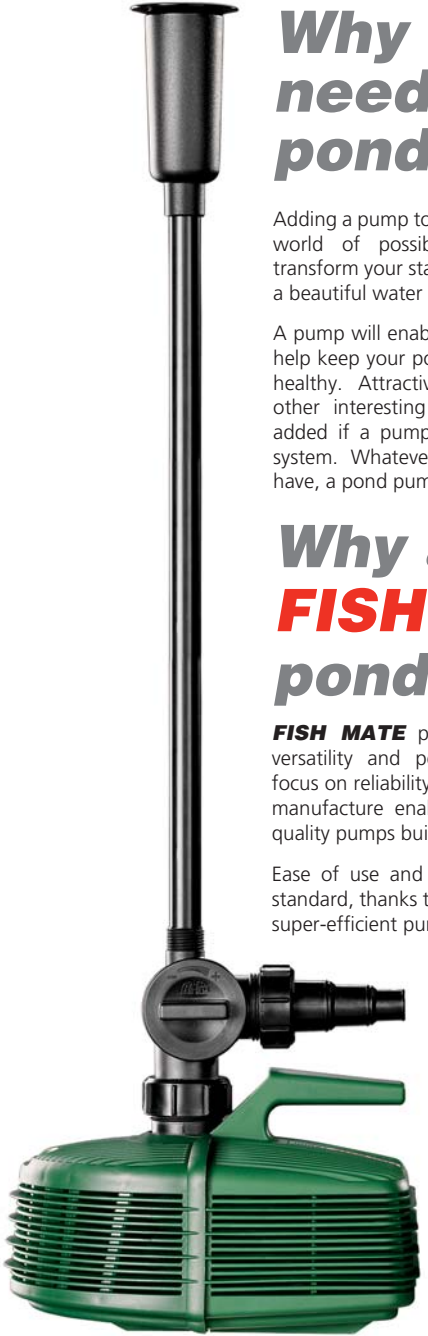 Why
need
pond
Adding a pump to
world of possib
transform your sta
a beautiful water
A pump will enab
help keep your po
healthy. Attractiv
other interesting
added if a pump
system. Whateve
have, a pond pum
Why
FISH
pond
FISH MATE p
versatility and p
focus on reliability
manufacture ena
quality pumps bui
Ease of use and
standard, thanks t
super-efficient pu
- +